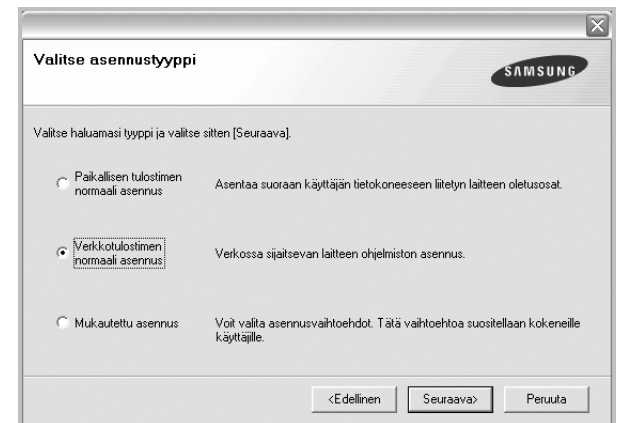 Valitse asennustyyppi
SAMSUNG
Valitse haluamasi tyyppi ja valitse sitten [Seuraava].
Paikallisen tulostimen
normaali asennus
Asentaa suoraan käyttäjän tietokoneeseen liitetyn laitteen oletusosat.
Verkkotulostimen
normaali asennus
Verkossa sijaitsevan laitteen ohjelmiston asennus.
Mukautettu asennus
Voit valita asennusvaihtoehdot. Tätä vaihtoehtoa suositellaan kokeneille
käyttäjille.
<Edellinen
Seuraava>
Peruuta